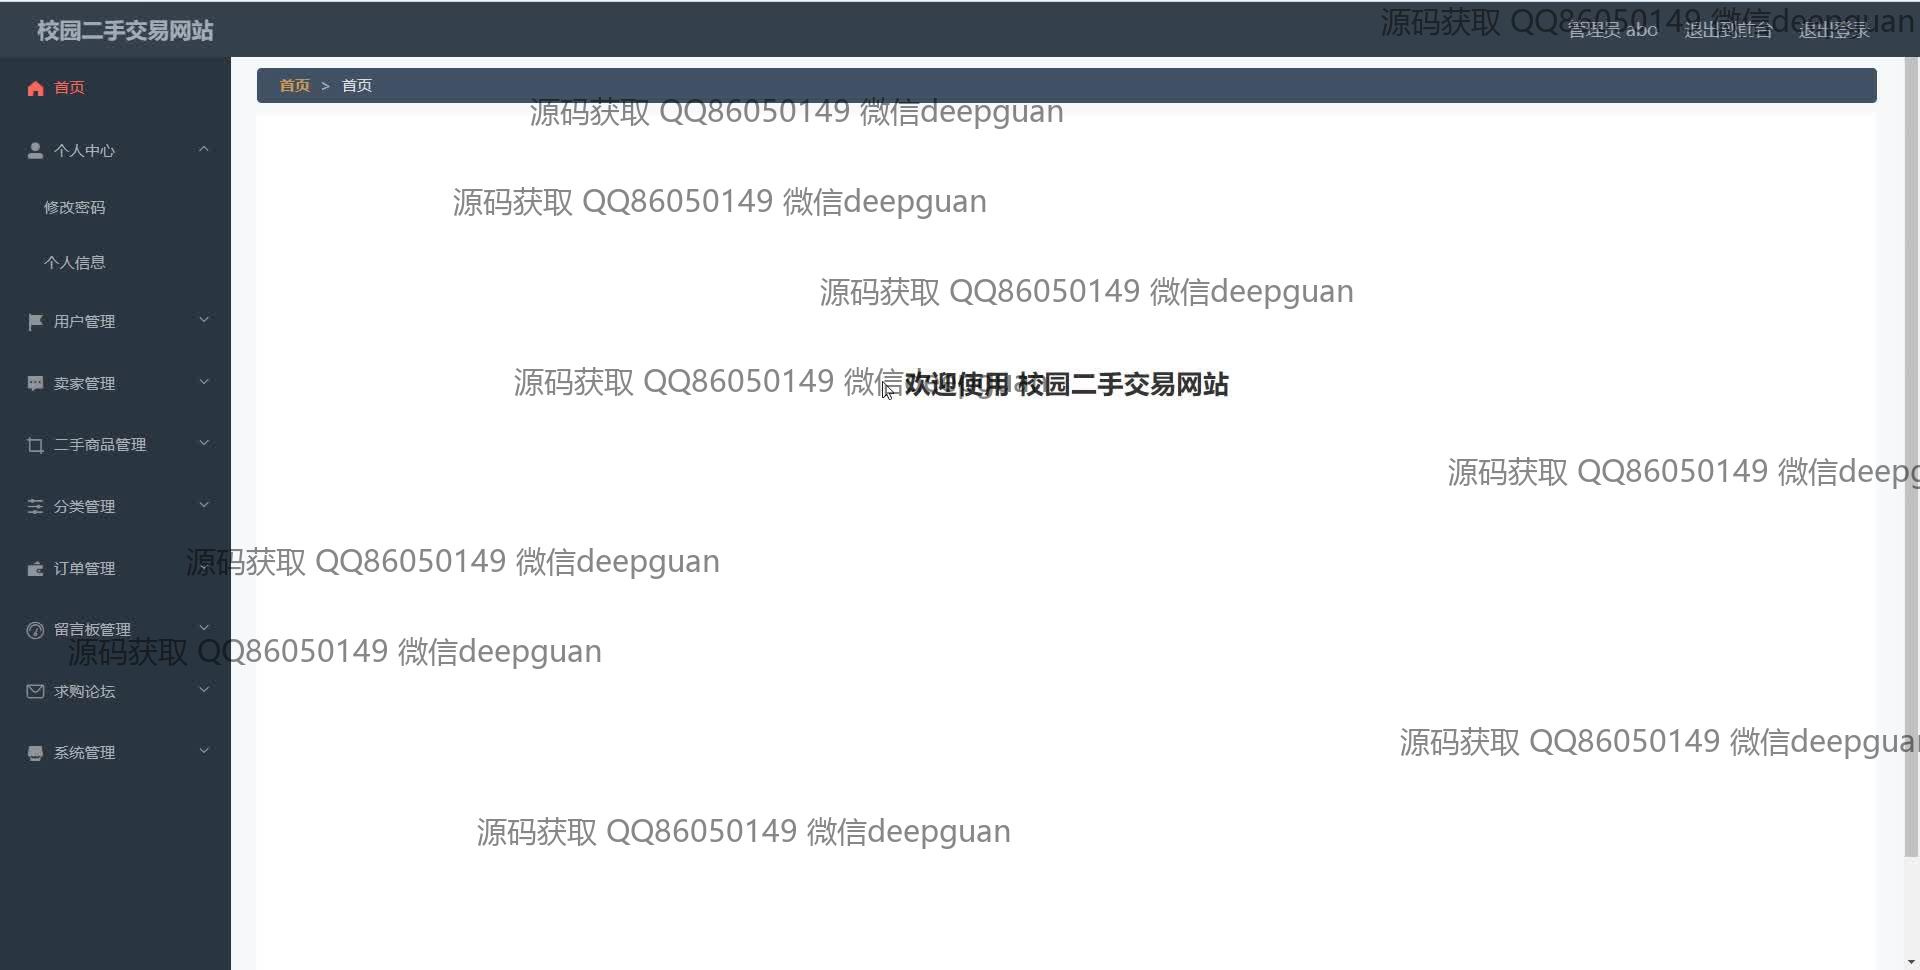 校园二手交易网站
源码获取 QQ86050149 微信deepguan
管理员 abo 退出到前台 退出登录
首页
首页 > 首页
源码获取 QQ86050149 微信deepguan
个人中心
修改密码
源码获取 QQ86050149 微信deepguan
个人信息
源码获取 QQ86050149 微信deepguan
用户管理
卖家管理
源码获取 QQ86050149 微信deepguan
欢迎使用 校园二手交易网站
二手商品管理
源码获取 QQ86050149 微信deepg
分类管理
订单管理
源码获取 QQ86050149 微信deepguan
留言板管理
源码获取 QQ86050149 微信deepguan
求购论坛
系统管理
源码获取 QQ86050149 微信deepguan
源码获取 QQ86050149 微信deepguan